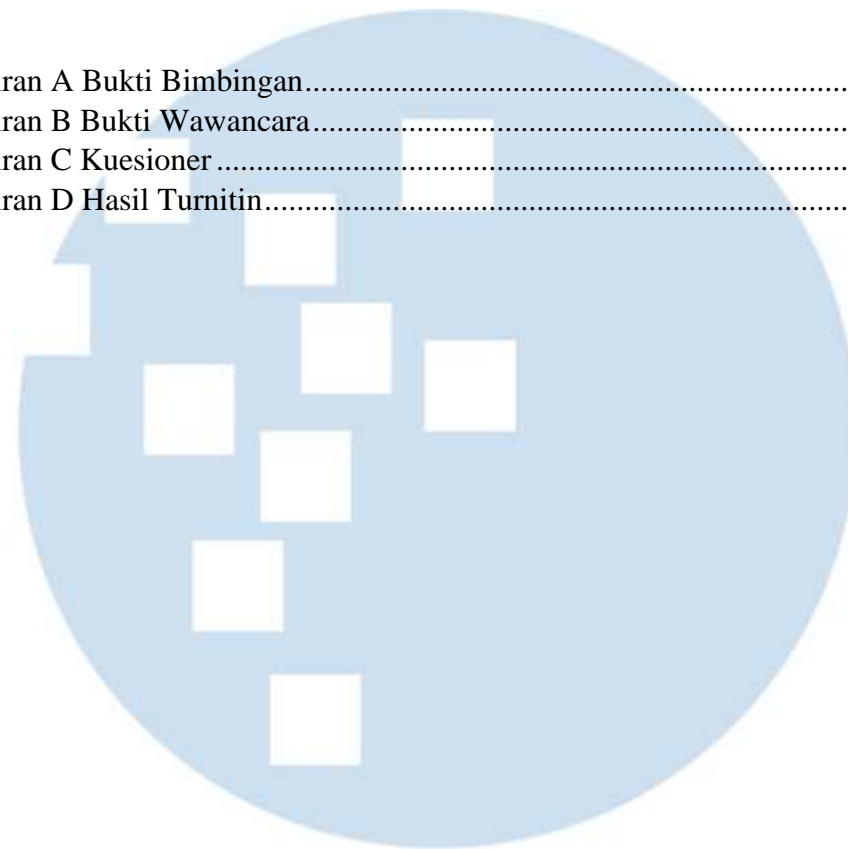 ran A Bukti Bimbingan....................................................................
ran B Bukti Wawancara...................................................................
ran C Kuesioner ...............................................................................
ran D Hasil Turnitin.........................................................................